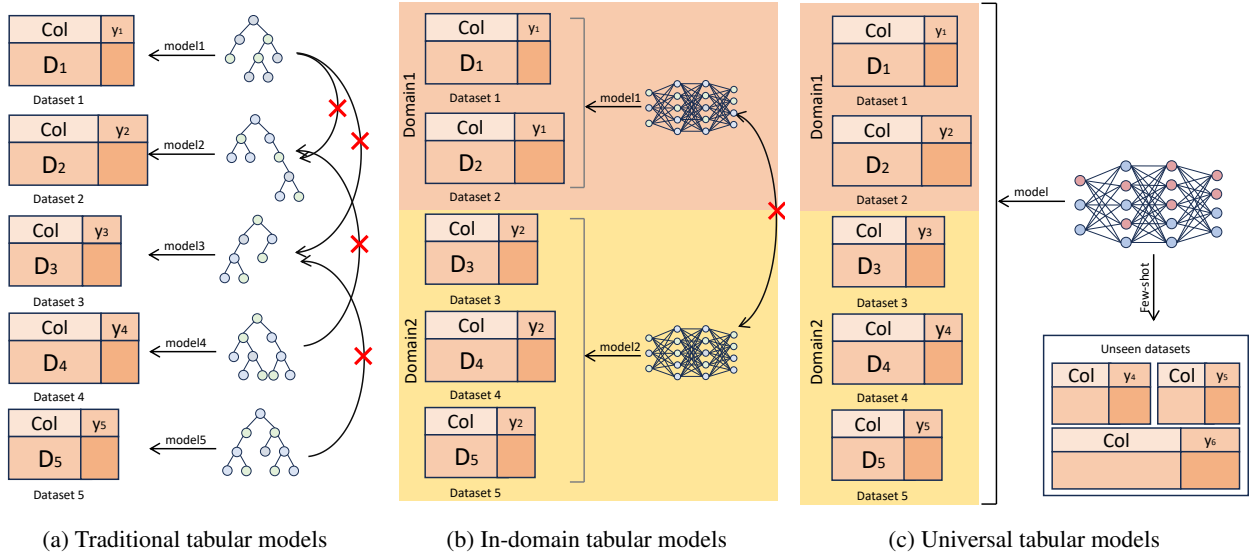 Col y₁
D₁
Dataset 1
model1
Col y₂
D₂
Dataset 2
model2
Col y₃
D₃
Dataset 3
model3
Col y₄
D₄
Dataset 4
model4
Col y₅
D₅
Dataset 5
model5
(a) Traditional tabular models
Domain1
Col y₁
D₁
Dataset 1
Col y₁
D₂
Dataset 2
model1
Domain2
Col y₂
D₃
Dataset 3
Col y₂
D₄
Dataset 4
Col y₂
D₅
Dataset 5
model2
(b) In-domain tabular models
Domain1
Col y₁
D₁
Dataset 1
Col y₂
D₂
Dataset 2
Domain2
Col y₃
D₃
Dataset 3
Col y₄
D₄
Dataset 4
Col y₅
D₅
Dataset 5
model
Few-shot
Unseen datasets
Col y₄ Col y₅
Col y₆
(c) Universal tabular models